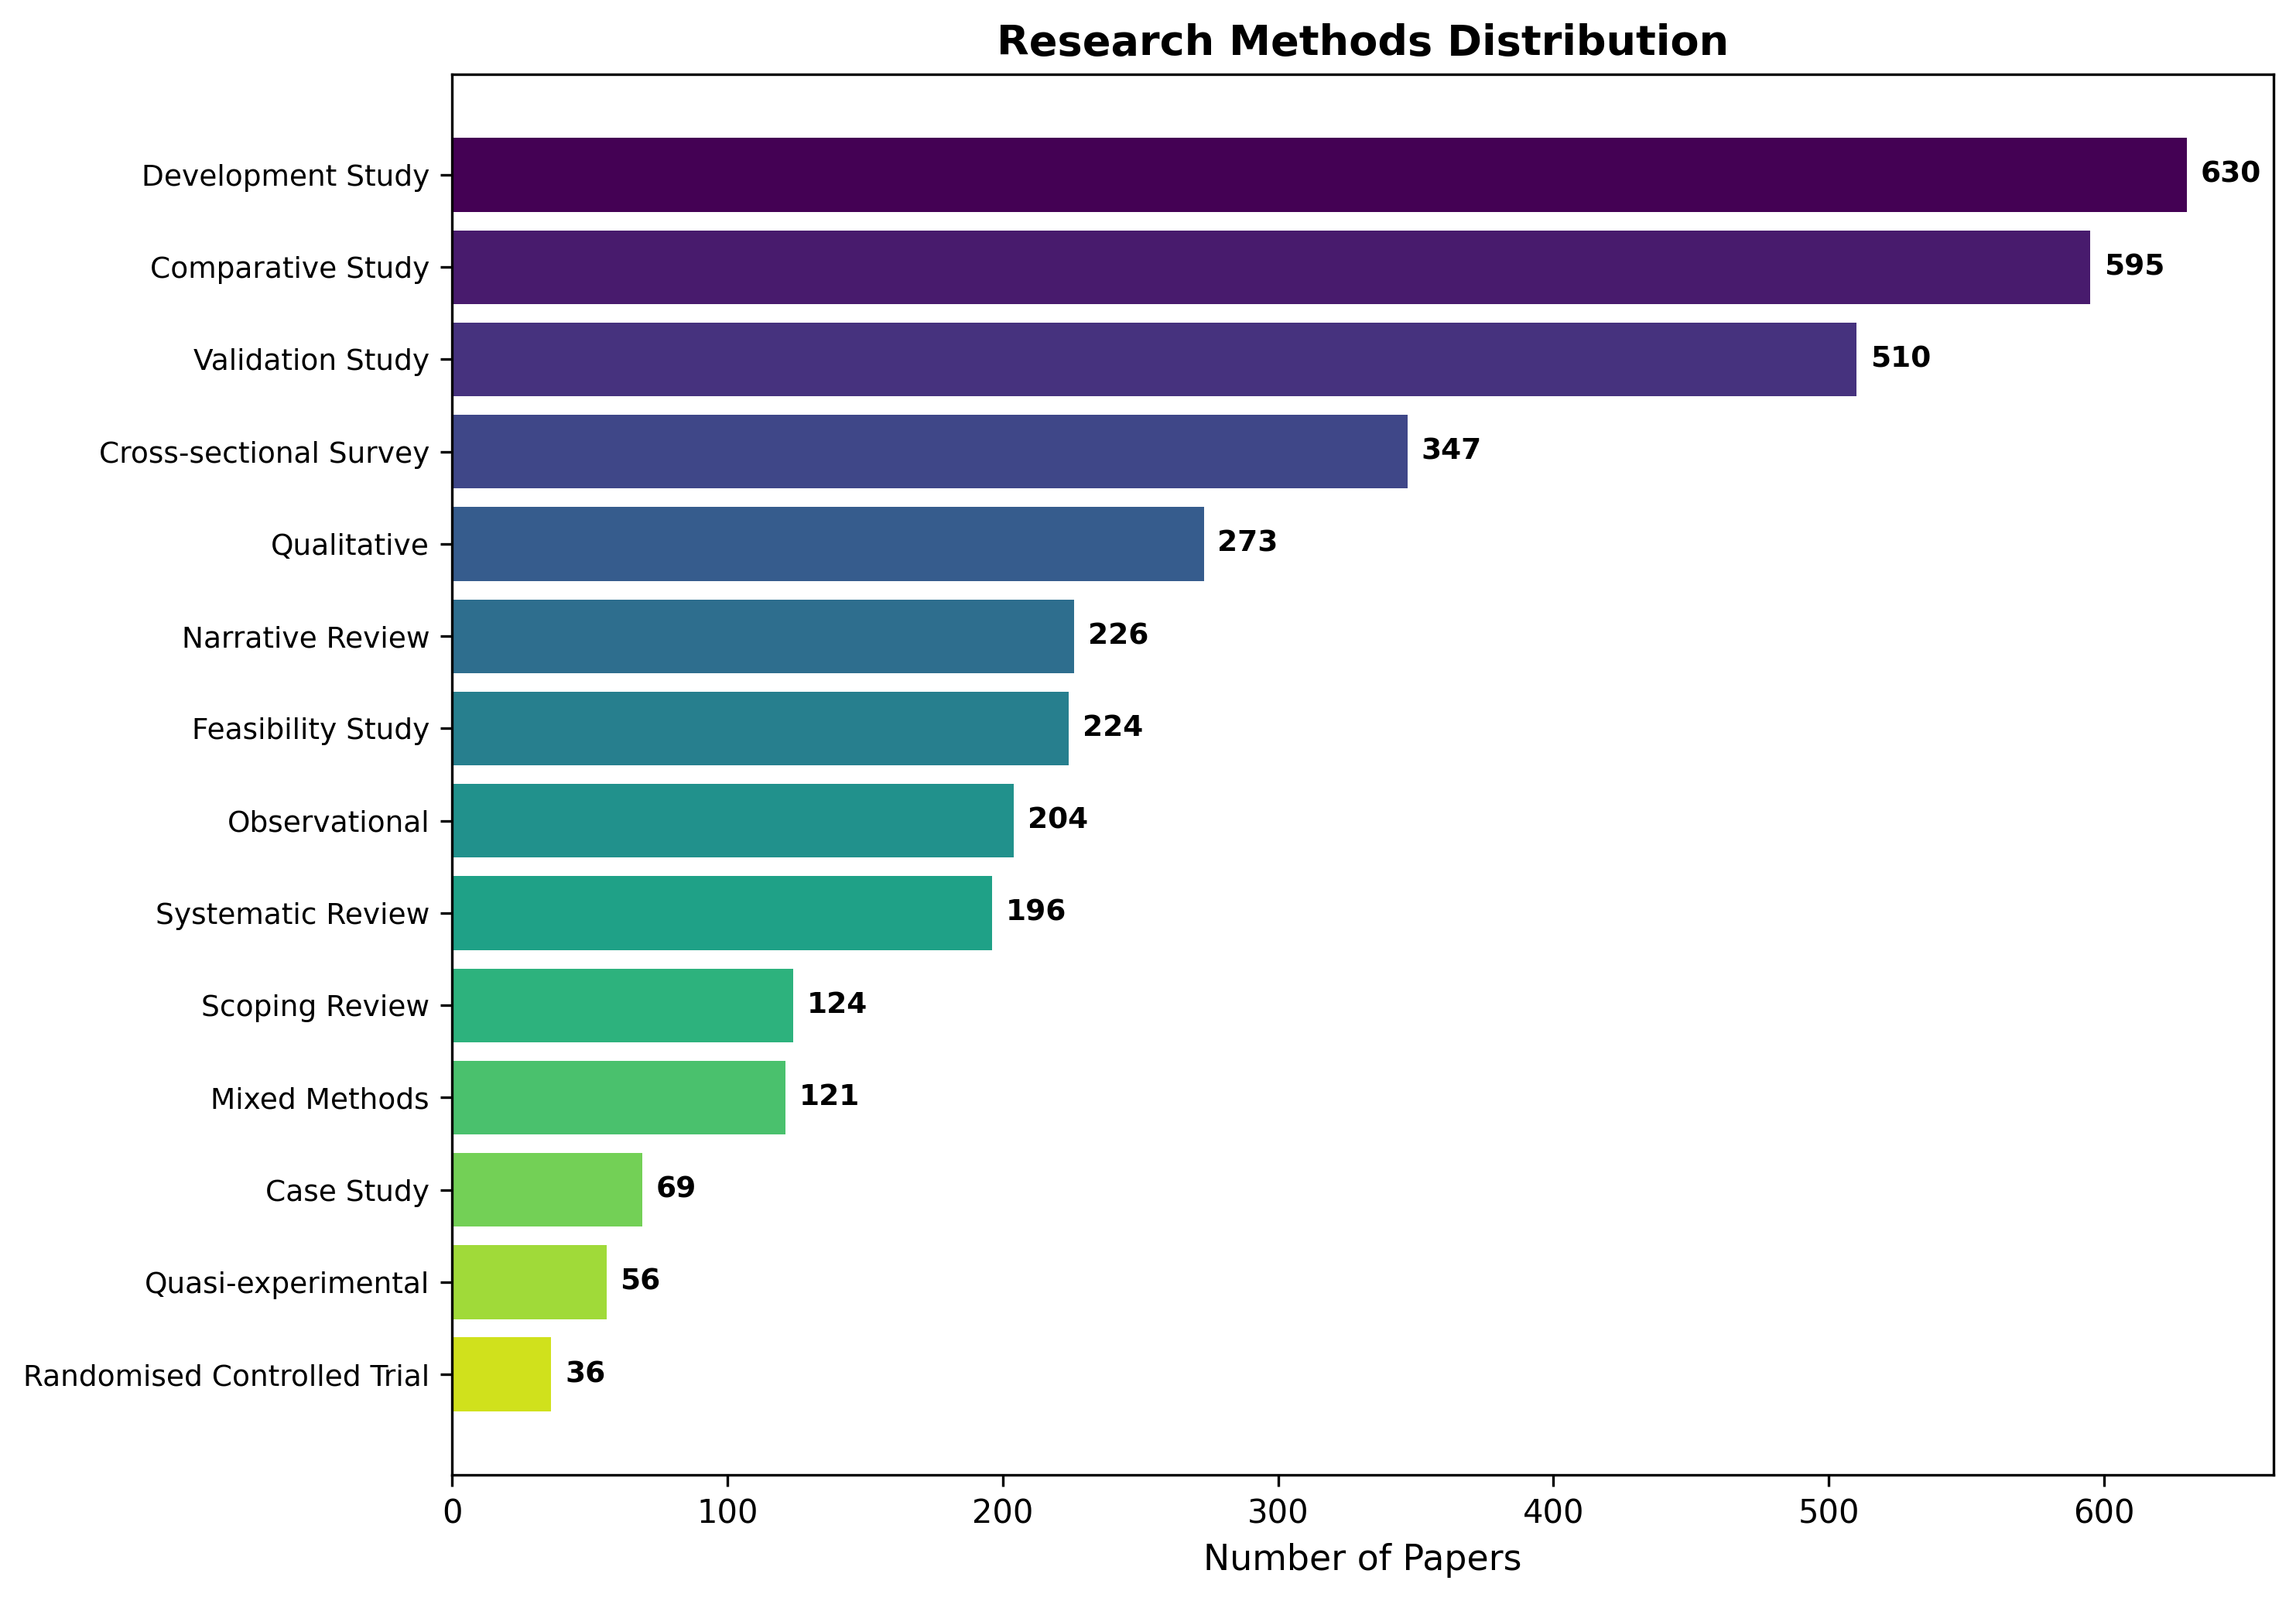 Research Methods Distribution
Development Study 630
Comparative Study 595
Validation Study 510
Cross-sectional Survey 347
Qualitative 273
Narrative Review 226
Feasibility Study 224
Observational 204
Systematic Review 196
Scoping Review 124
Mixed Methods 121
Case Study 69
Quasi-experimental 56
Randomised Controlled Trial 36
0 100 200 300 400 500 600
Number of Papers